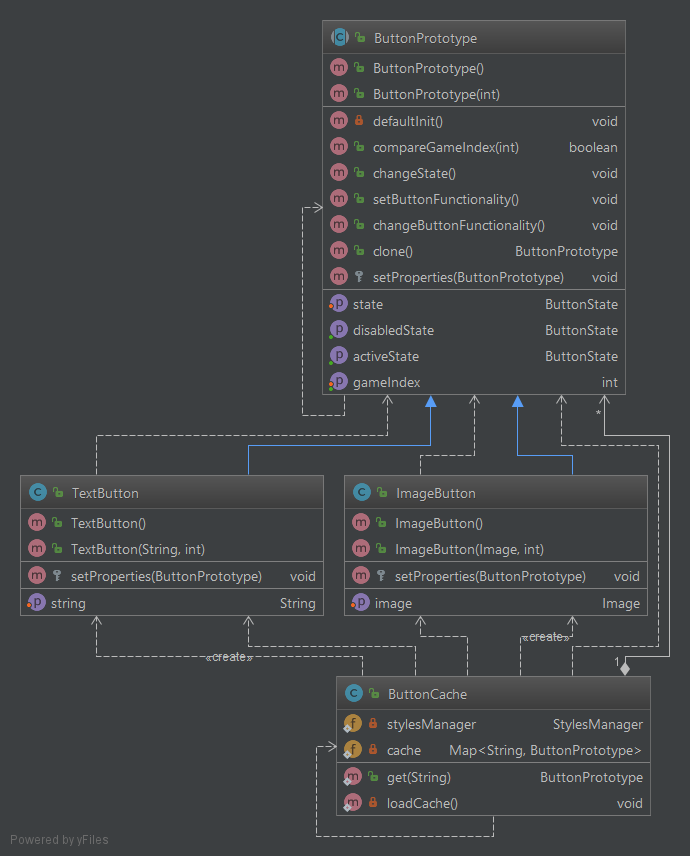 ButtonPrototype
ButtonPrototype()
ButtonPrototype(int)
defaultInit() void
compareGameIndex(int) boolean
changeState() void
setButtonFunctionality() void
changeButtonFunctionality() void
clone() ButtonPrototype
setProperties(ButtonPrototype) void
state ButtonState
disabledState ButtonState
activeState ButtonState
gameIndex int
*
TextButton
TextButton()
TextButton(String, int)
setProperties(ButtonPrototype) void
string String
ImageButton
ImageButton()
ImageButton(Image, int)
setProperties(ButtonPrototype) void
image Image
«create»
«create»
1
ButtonCache
stylesManager StylesManager
cache Map<String, ButtonPrototype>
get(String) ButtonPrototype
loadCache() void
Powered by yFiles